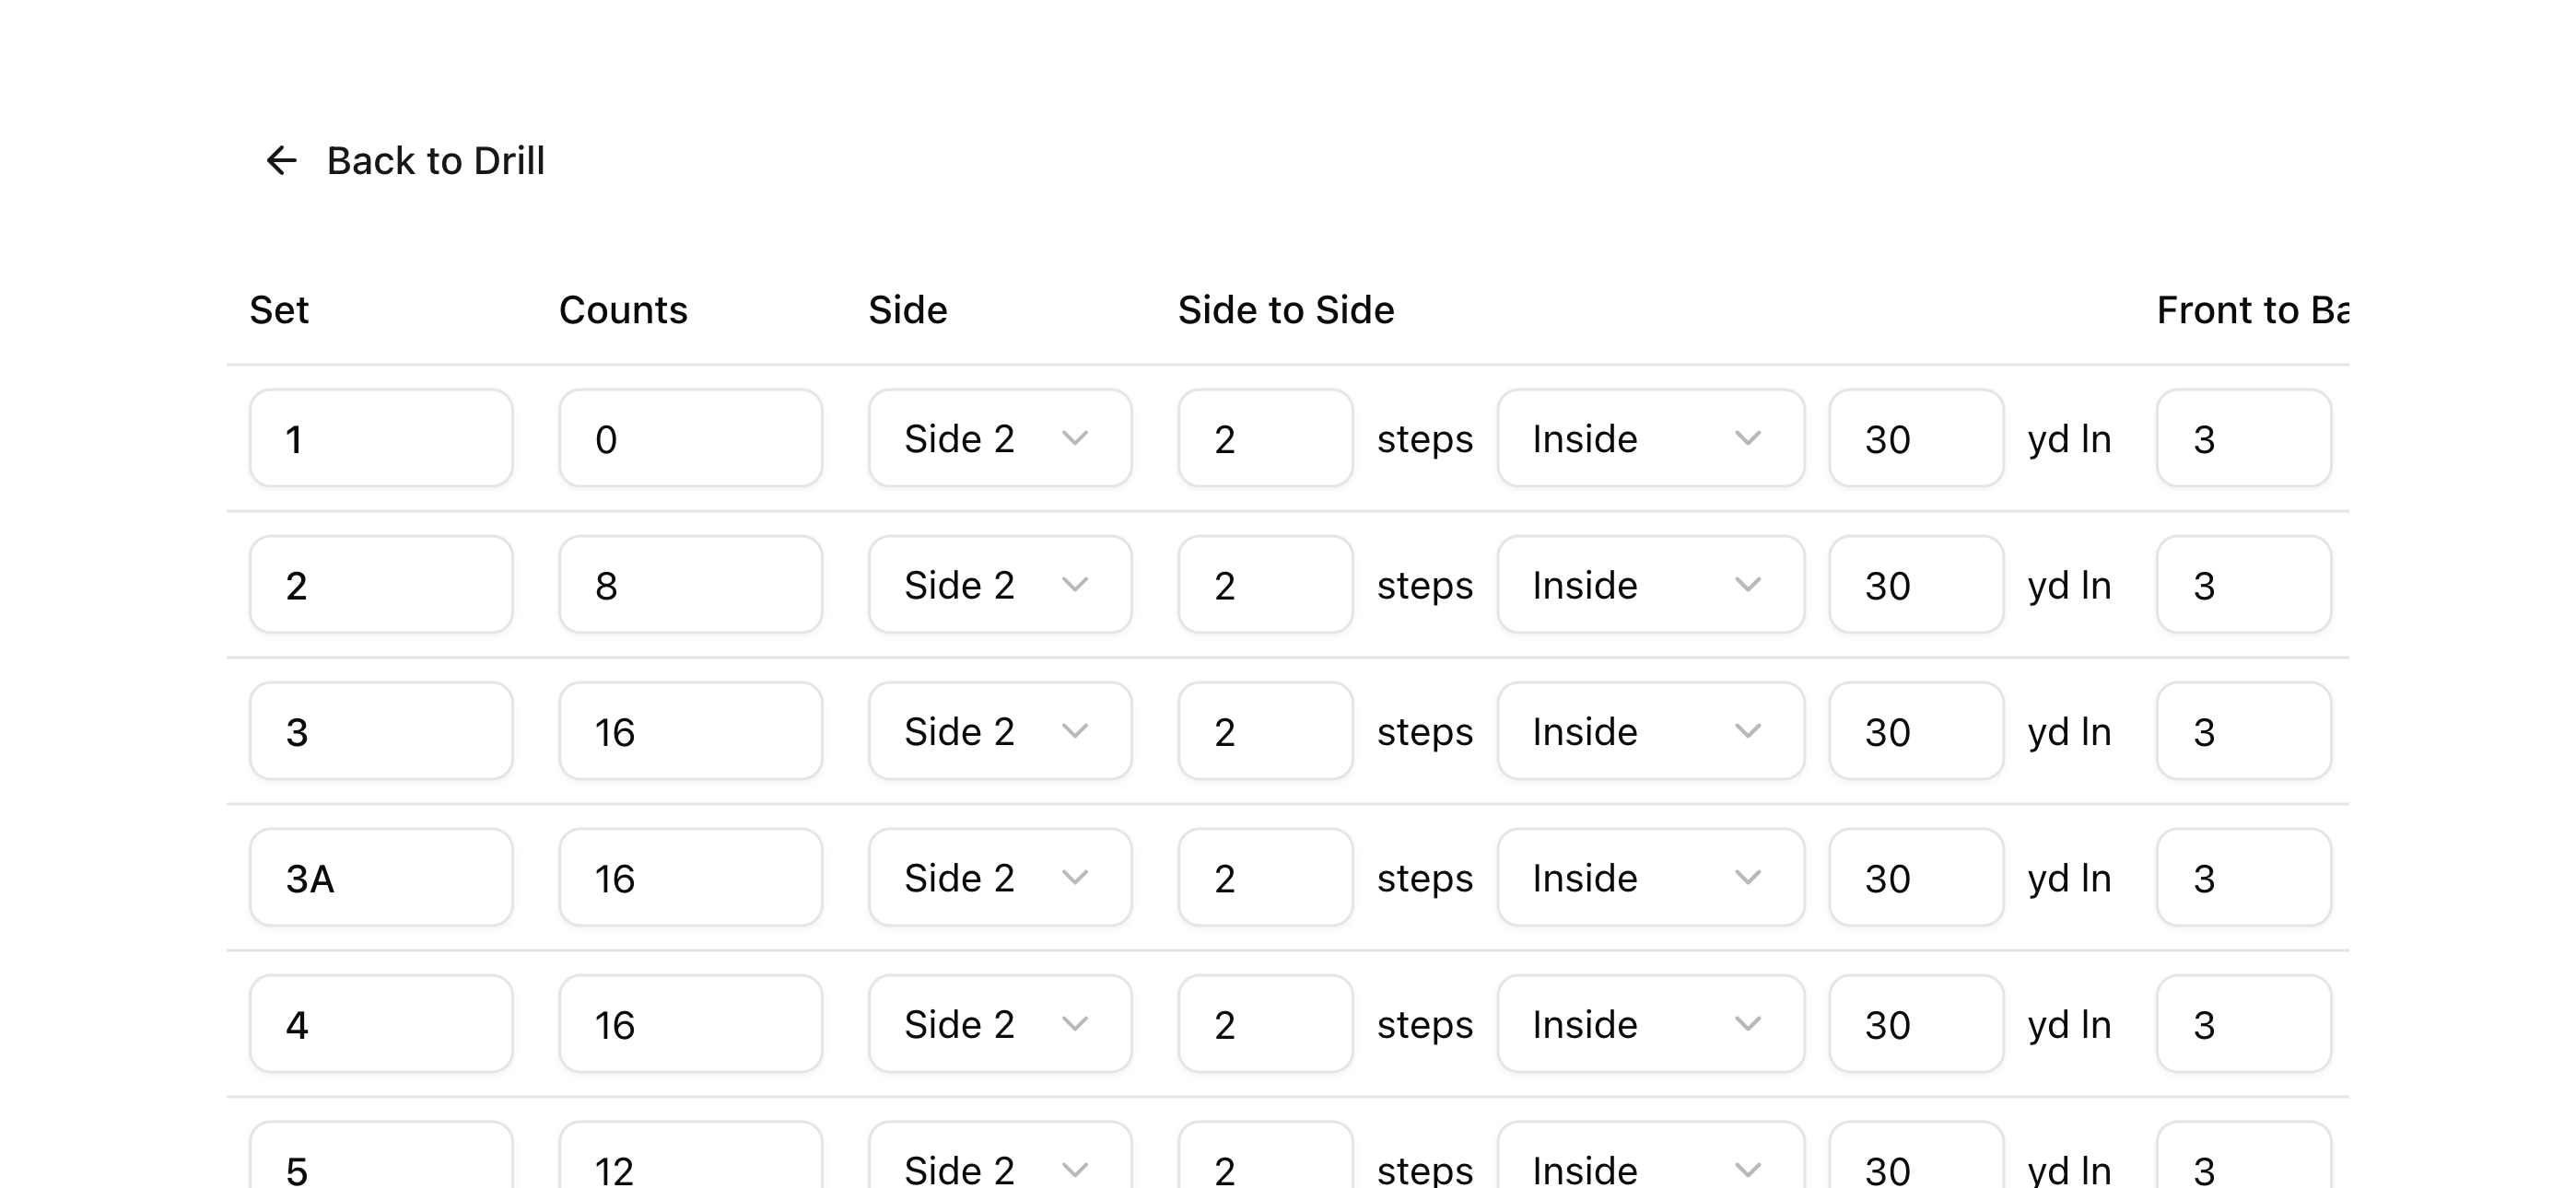 Back to Drill
Set Counts Side Side to Side Front to Ba
1 0 Side 2 2 steps Inside 30 yd ln 3
2 8 Side 2 2 steps Inside 30 yd ln 3
3 16 Side 2 2 steps Inside 30 yd ln 3
3A 16 Side 2 2 steps Inside 30 yd ln 3
4 16 Side 2 2 steps Inside 30 yd ln 3
5 12 Side 2 2 steps Inside 30 yd ln 3